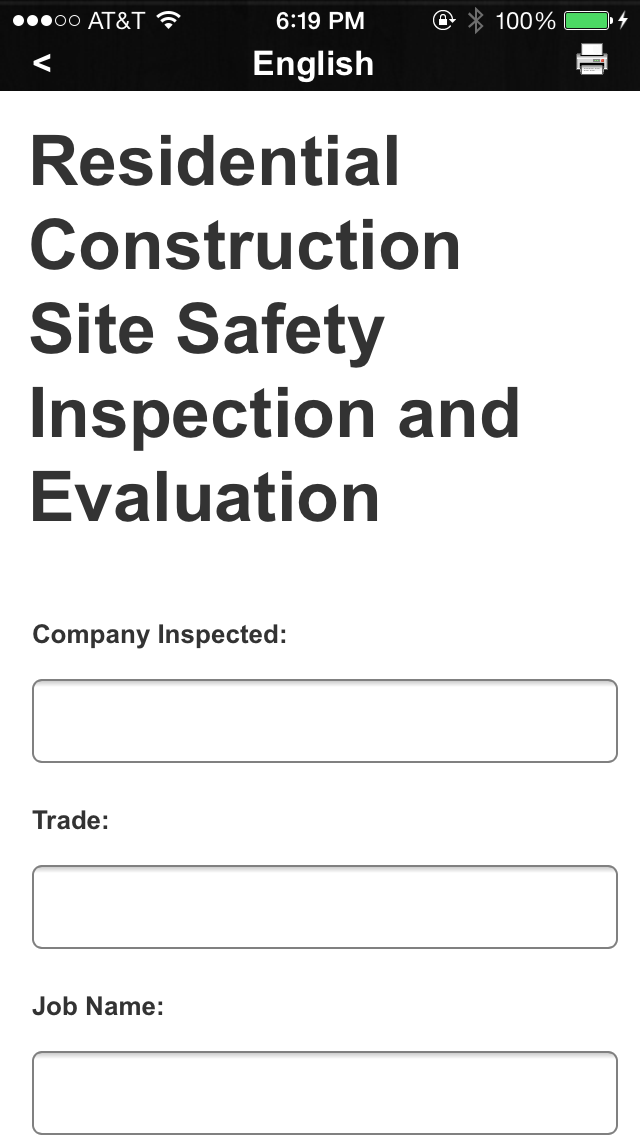 AT&T 6:19 PM 100%
< English
Residential
Construction
Site Safety
Inspection and
Evaluation
Company Inspected:
Trade:
Job Name: